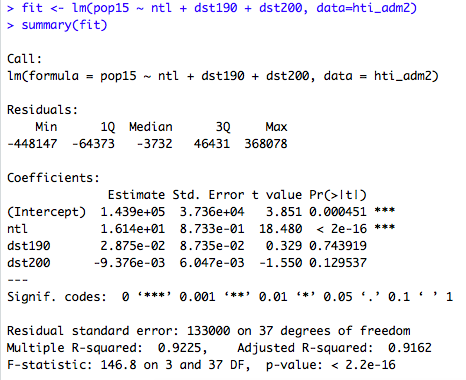 > fit <- lm(pop15 ~ ntl + dst190 + dst200, data=hti_adm2)
> summary(fit)
Call:
lm(formula = pop15 ~ ntl + dst190 + dst200, data = hti_adm2)
Residuals:
    Min      1Q  Median      3Q     Max
-448147  -64373   -3732   46431  368078
Coefficients:
              Estimate Std. Error t value Pr(>|t|)
(Intercept)  1.439e+05  3.736e+04   3.851 0.000451 ***
ntl          1.614e+01  8.733e-01  18.480  < 2e-16 ***
dst190       2.875e-02  8.735e-02   0.329 0.743919
dst200      -9.376e-03  6.047e-03  -1.550 0.129537
---
Signif. codes:  0 ‘***’ 0.001 ‘**’ 0.01 ‘*’ 0.05 ‘.’ 0.1 ‘ ’ 1
Residual standard error: 133000 on 37 degrees of freedom
Multiple R-squared:  0.9225,    Adjusted R-squared:  0.9162
F-statistic: 146.8 on 3 and 37 DF,  p-value: < 2.2e-16